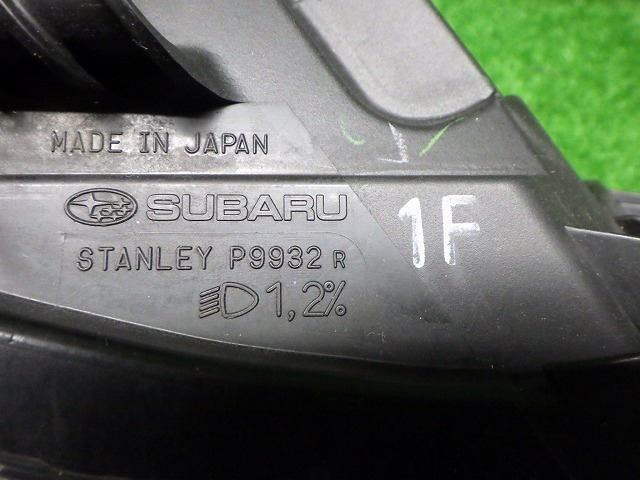 MADE IN JAPAN
SUBARU
1F
STANLEY P9932 R
1,2%